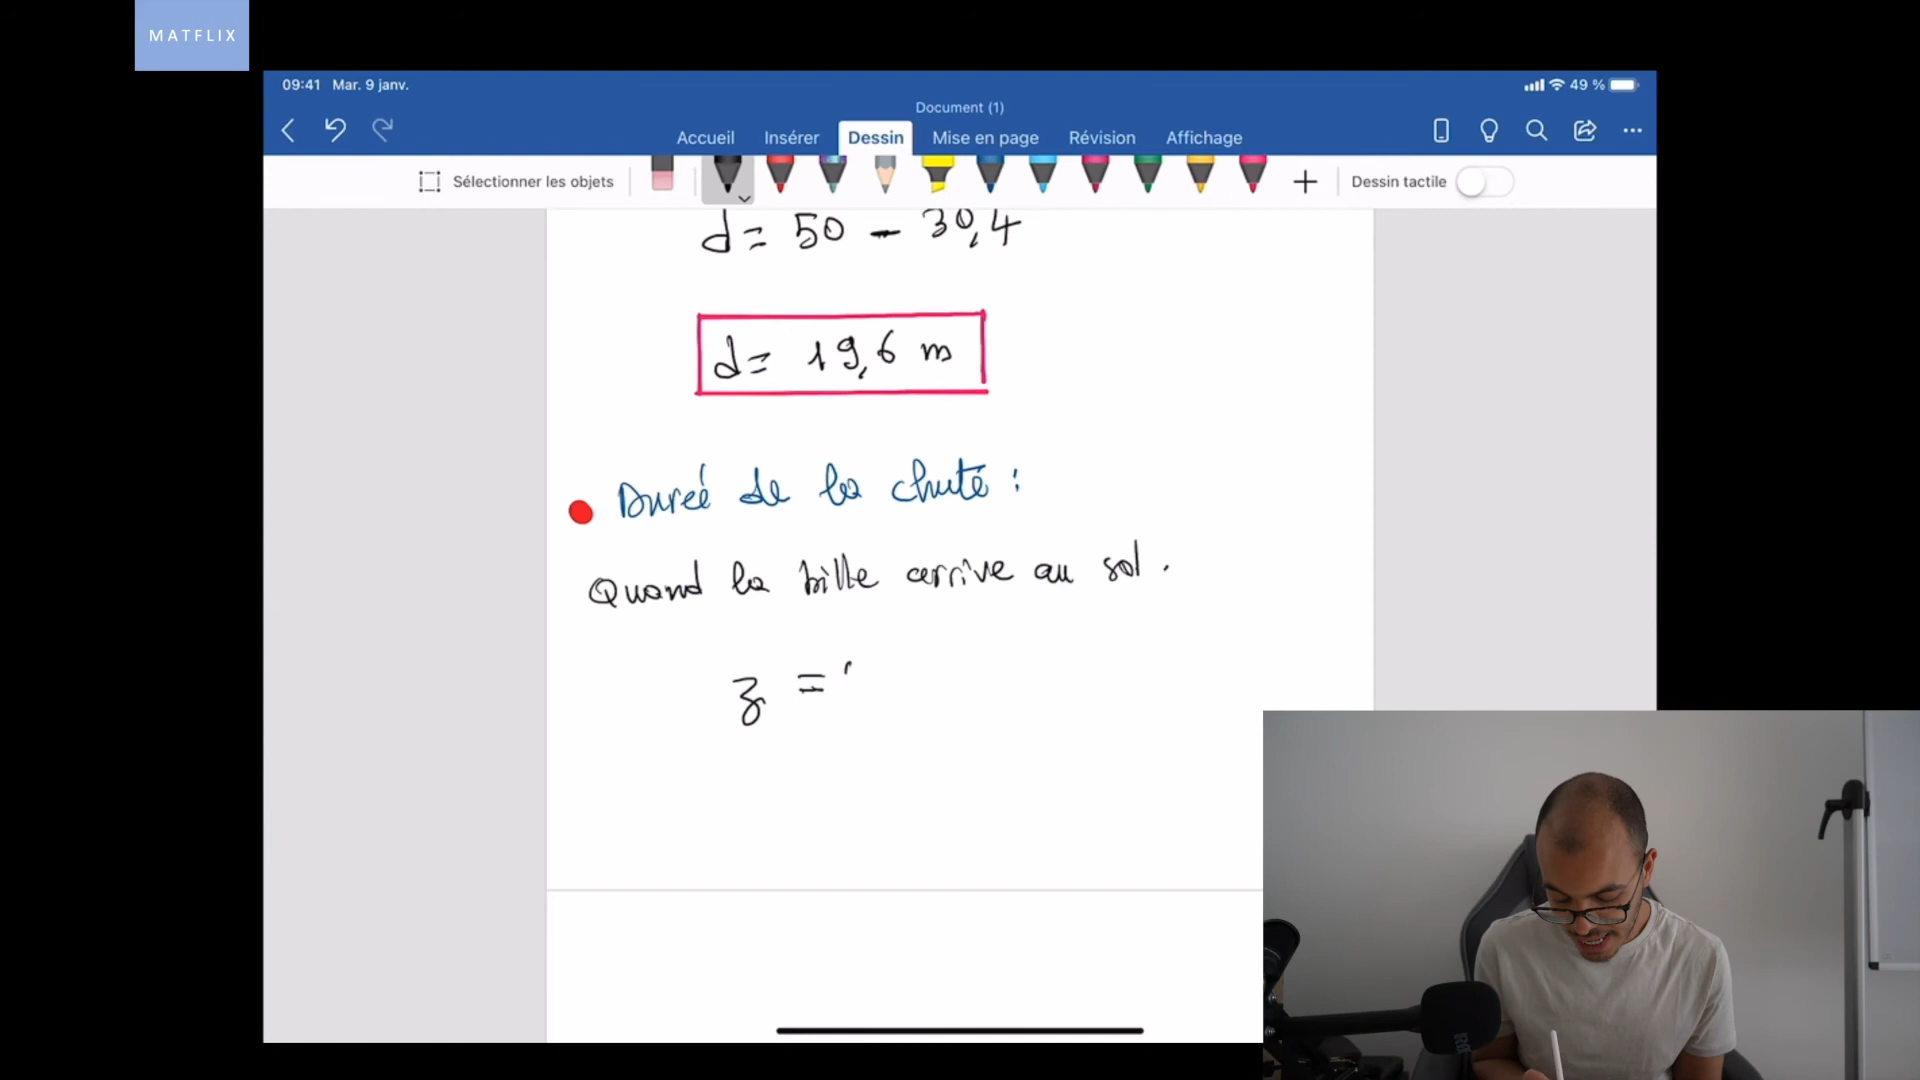 MATFLIX
09:41 Mar. 9 janv.
49 %
Document (1)
Accueil Insérer Dessin Mise en page Révision Affichage
Sélectionner les objets
Dessin tactile
d= 50 - 30,4
d= 19,6 m
Dureé de la chute :
Quand la bille arrive au sol .
z =